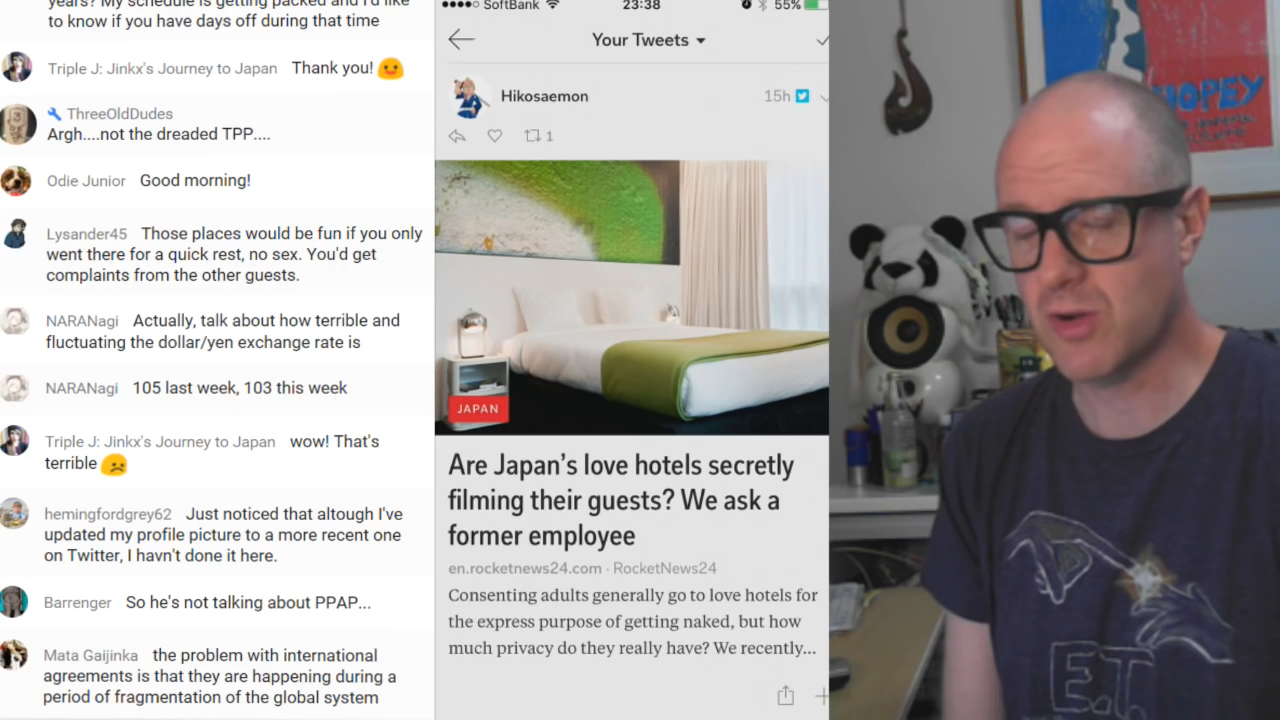 years? My schedule is getting packed and I'd like
to know if you have days off during that time
Triple J: Jinkx's Journey to Japan Thank you!
ThreeOldDudes
Argh....not the dreaded TPP....
Odie Junior Good morning!
Lysander45 Those places would be fun if you only
went there for a quick rest, no sex. You'd get
complaints from the other guests.
NARANagi Actually, talk about how terrible and
fluctuating the dollar/yen exchange rate is
NARANagi 105 last week, 103 this week
Triple J: Jinkx's Journey to Japan wow! That's
terrible
hemingfordgrey62 Just noticed that altough I've
updated my profile picture to a more recent one
on Twitter, I havn't done it here.
Barrenger So he's not talking about PPAP...
Mata Gaijinka the problem with international
agreements is that they are happening during a
period of fragmentation of the global system
SoftBank 23:38 55%
Your Tweets
Hikosaemon 15h
1
JAPAN
Are Japan's love hotels secretly
filming their guests? We ask a
former employee
en.rocketnews24.com · RocketNews24
Consenting adults generally go to love hotels for
the express purpose of getting naked, but how
much privacy do they really have? We recently...
HOPEY
E.T.